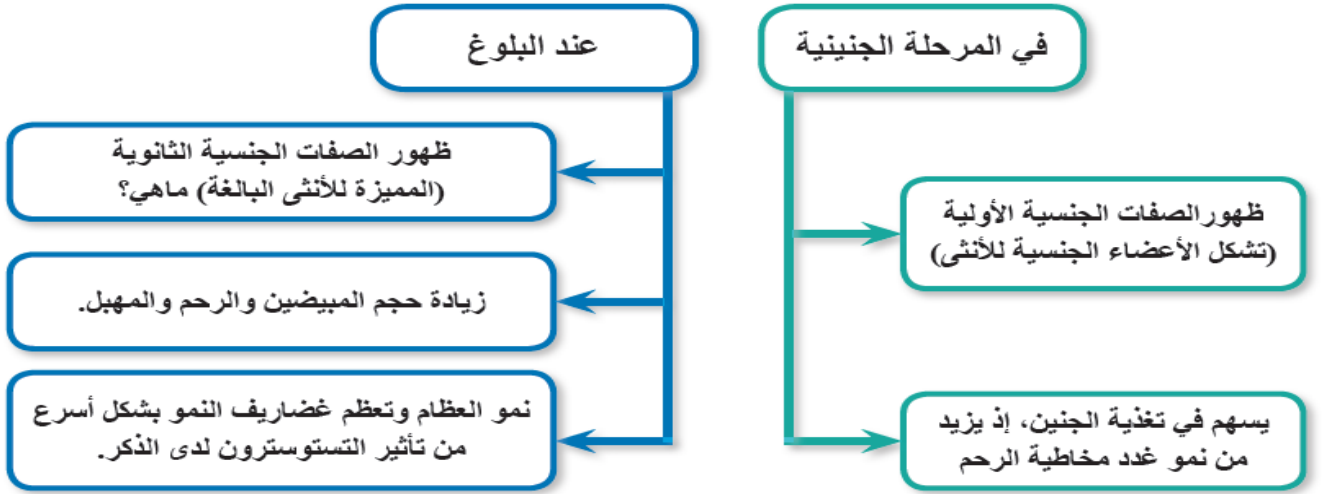 في المرحلة الجنينية
ظهورالصفات الجنسية الأولية
(تشكل الأعضاء الجنسية للأنثى)
يسهم في تغذية الجنين، إذ يزيد
من نمو غدد مخاطية الرحم
عند البلوغ
ظهور الصفات الجنسية الثانوية
(المميزة للأنثى البالغة) ماهي؟
زيادة حجم المبيضين والرحم والمهبل.
نمو العظام وتعظم غضاريف النمو بشكل أسرع
من تأثير التستوسترون لدى الذكر.